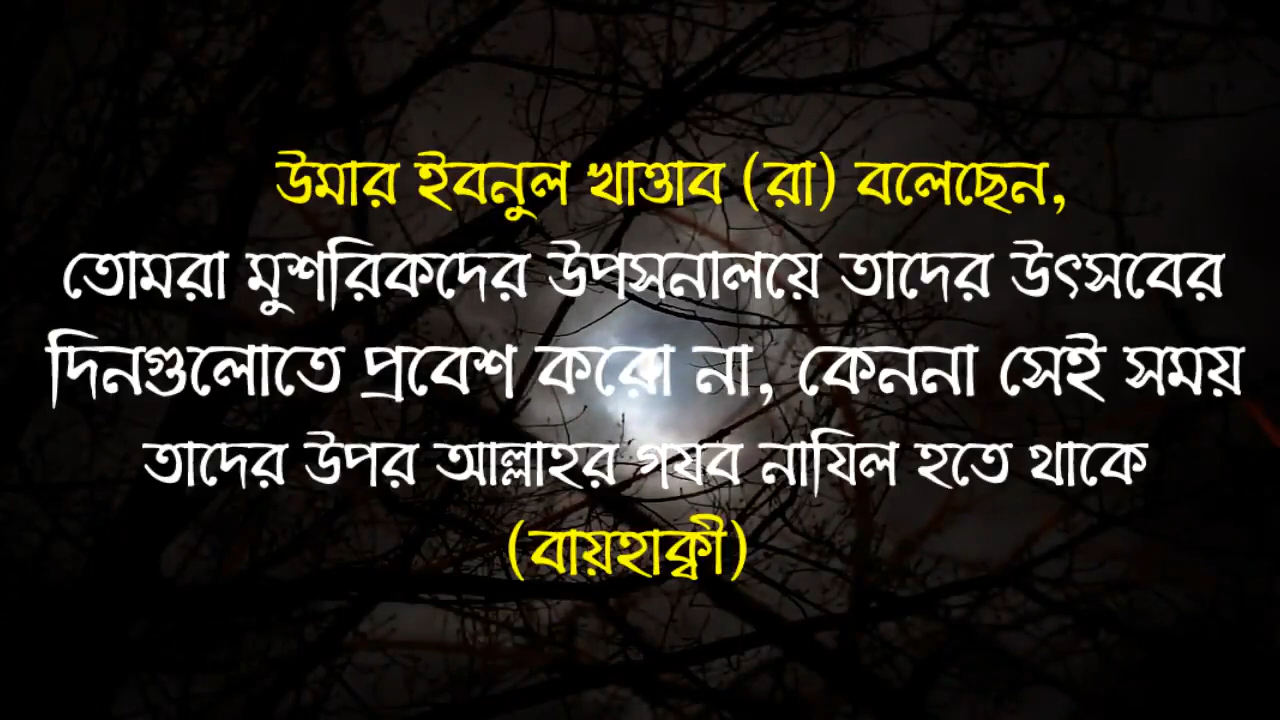 উমার ইবনুল খাত্তাব (রা) বলেছেন,
তোমরা মুশরিকদের উপসনালয়ে তাদের উৎসবের
দিনগুলোতে প্রবেশ করো না, কেননা সেই সময়
তাদের উপর আল্লাহর গযব নাযিল হতে থাকে
(বায়হাক্বী)